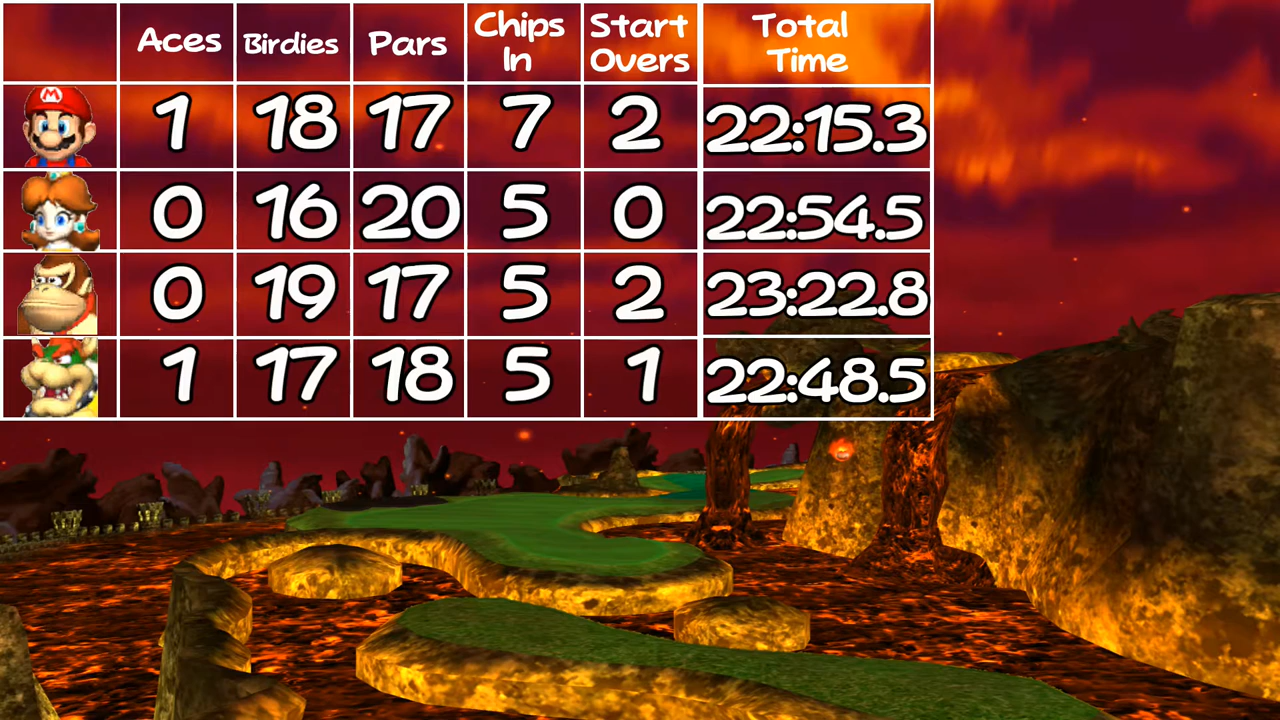 Aces Birdies Pars Chips In Start Overs Total Time
M 1 18 17 7 2 22:15.3
0 16 20 5 0 22:54.5
0 19 17 5 2 23:22.8
1 17 18 5 1 22:48.5